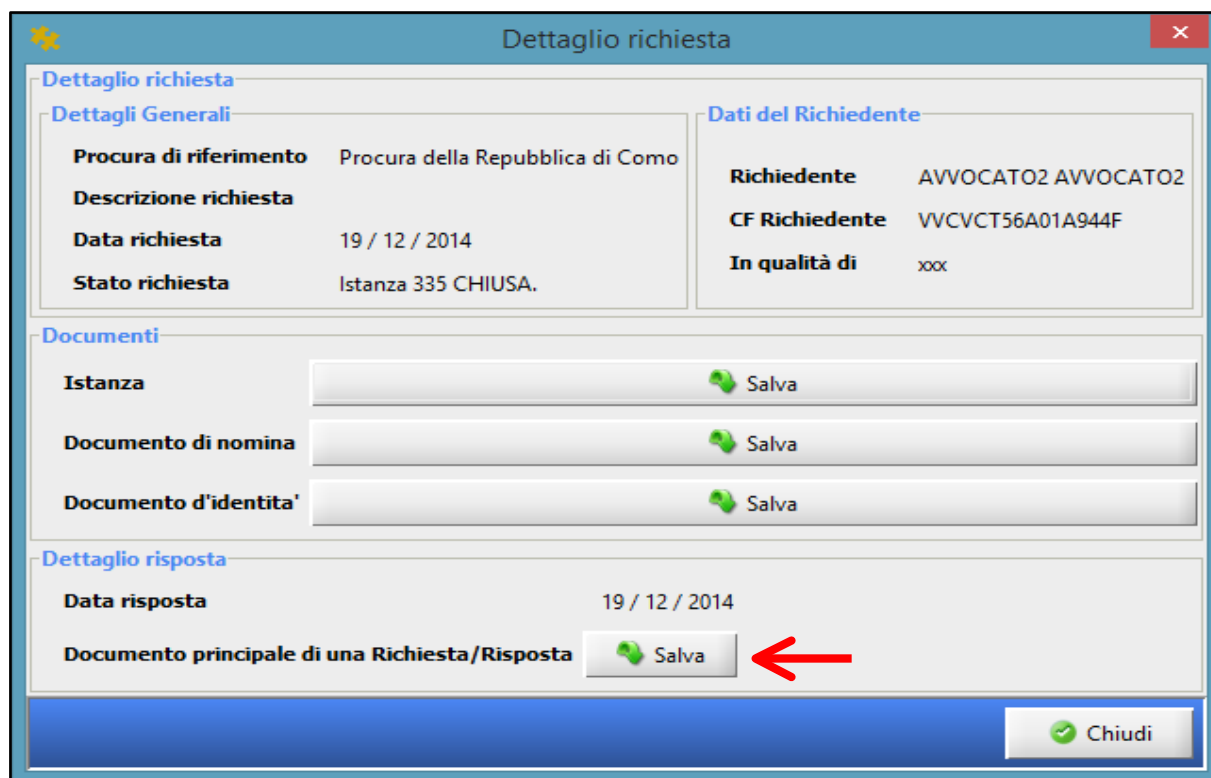 Dettaglio richiesta
Dettaglio richiesta
Dettagli Generali
Procura di riferimento Procura della Repubblica di Como
Descrizione richiesta
Data richiesta 19 / 12 / 2014
Stato richiesta Istanza 335 CHIUSA.
Dati del Richiedente
Richiedente AVVOCATO2 AVVOCATO2
CF Richiedente VVCVCT56A01A944F
In qualità di xxx
Documenti
Istanza Salva
Documento di nomina Salva
Documento d'identita' Salva
Dettaglio risposta
Data risposta 19 / 12 / 2014
Documento principale di una Richiesta/Risposta Salva
Chiudi